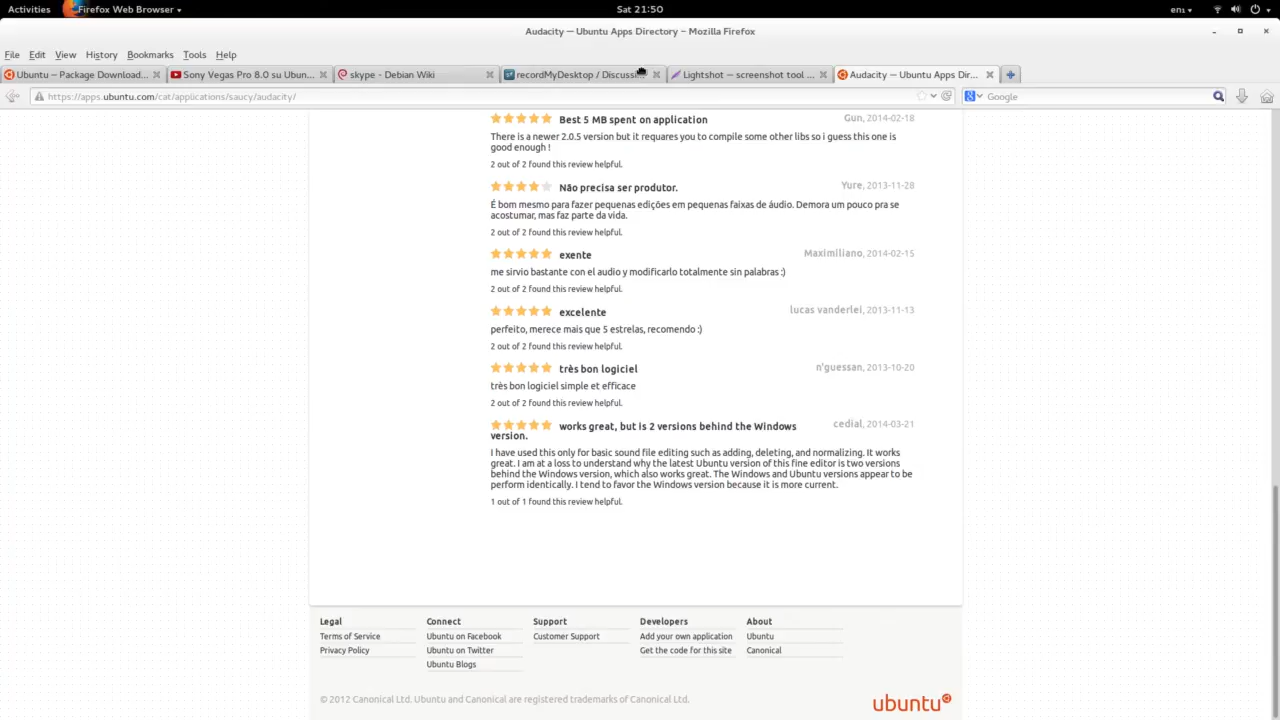 Activities Firefox Web Browser Sat 21:50 en1
Audacity — Ubuntu Apps Directory – Mozilla Firefox
File Edit View History Bookmarks Tools Help
Ubuntu – Package Download... Sony Vegas Pro 8.0 su Ubun... skype - Debian Wiki recordMyDesktop / Discussi... Lightshot — screenshot tool ... Audacity — Ubuntu Apps Dir...
https://apps.ubuntu.com/cat/applications/saucy/audacity/ Google
Best 5 MB spent on application Gun, 2014-02-18
There is a newer 2.0.5 version but it requares you to compile some other libs so i guess this one is
good enough !
2 out of 2 found this review helpful.
Não precisa ser produtor. Yure, 2013-11-28
É bom mesmo para fazer pequenas edições em pequenas faixas de áudio. Demora um pouco pra se
acostumar, mas faz parte da vida.
2 out of 2 found this review helpful.
exente Maximiliano, 2014-02-15
me sirvio bastante con el audio y modificarlo totalmente sin palabras :)
2 out of 2 found this review helpful.
excelente lucas vanderlei, 2013-11-13
perfeito, merece mais que 5 estrelas, recomendo :)
2 out of 2 found this review helpful.
très bon logiciel n'guessan, 2013-10-20
très bon logiciel simple et efficace
2 out of 2 found this review helpful.
works great, but is 2 versions behind the Windows cedial, 2014-03-21
version.
I have used this only for basic sound file editing such as adding, deleting, and normalizing. It works
great. I am at a loss to understand why the latest Ubuntu version of this fine editor is two versions
behind the Windows version, which also works great. The Windows and Ubuntu versions appear to be
perform identically. I tend to favor the Windows version because it is more current.
1 out of 1 found this review helpful.
Legal Connect Support Developers About
Terms of Service Ubuntu on Facebook Customer Support Add your own application Ubuntu
Privacy Policy Ubuntu on Twitter Get the code for this site Canonical
Ubuntu Blogs
© 2012 Canonical Ltd. Ubuntu and Canonical are registered trademarks of Canonical Ltd.
ubuntu